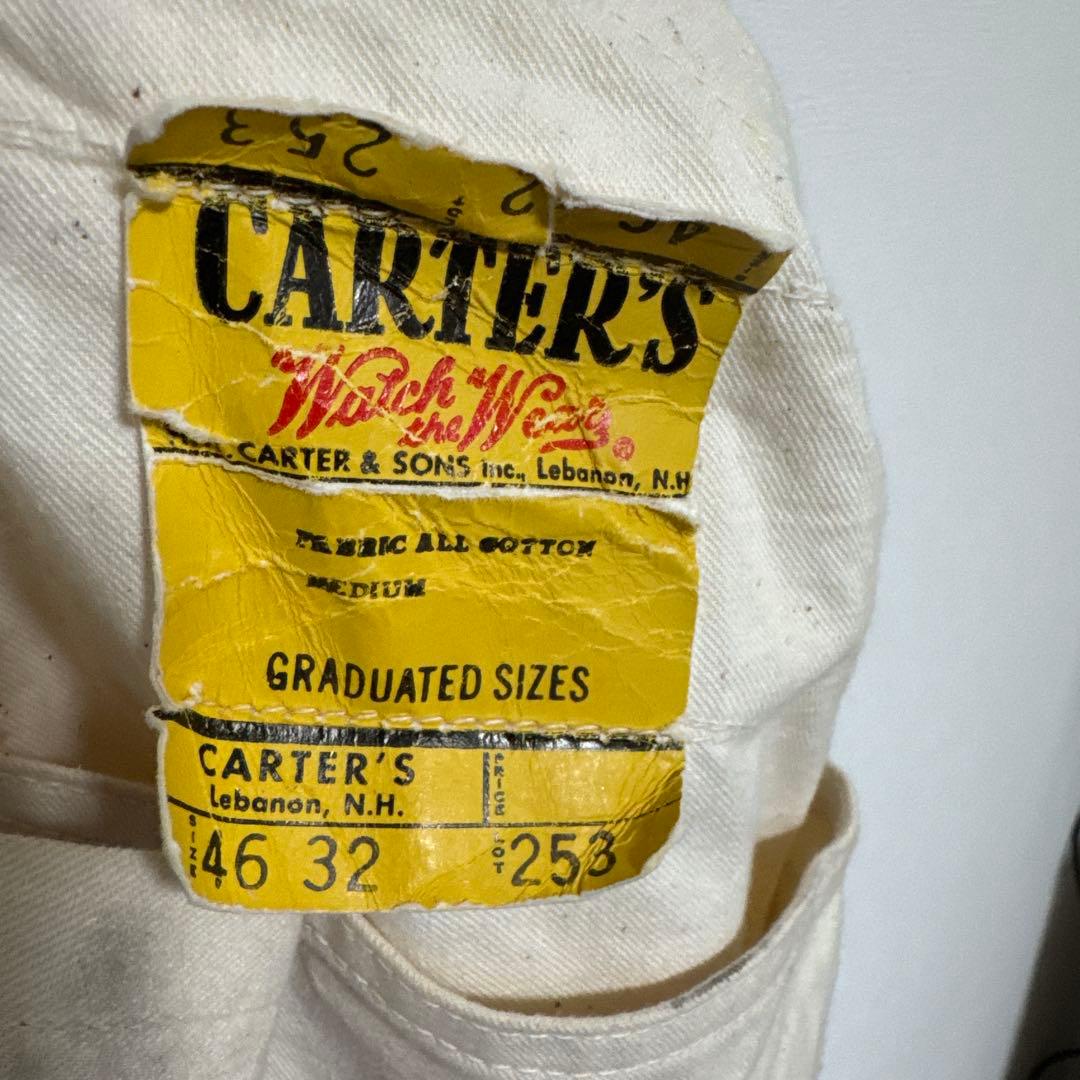 253
CARTER'S
Watch the Wear®
CARTER & SONS Inc., Lebanon, N.H
FABRIC ALL COTTON
MEDIUM
GRADUATED SIZES
CARTER'S
PRICE
Lebanon, N.H.
SIZE 46 32 LOT 253